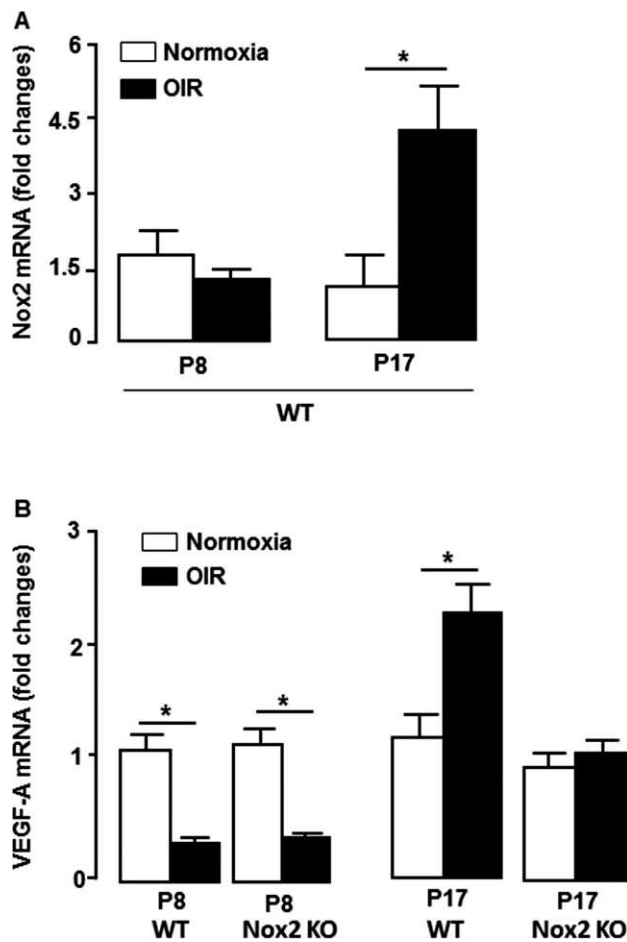 A
Nox2 mRNA (fold changes)
6
4.5
3
1.5
0
Normoxia
OIR
*
P8
P17
WT
B
VEGF-A mRNA (fold changes)
3
2
1
0
Normoxia
OIR
*
*
*
P8
P8
P17
P17
WT
Nox2 KO
WT
Nox2 KO